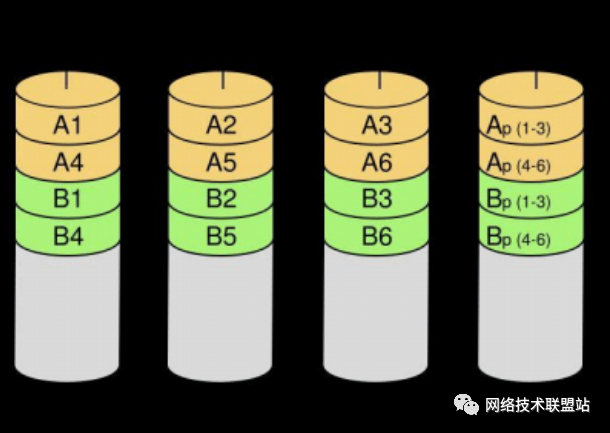 A1 A2 A3 Ap (1-3)
A4 A5 A6 Ap (4-6)
B1 B2 B3 Bp (1-3)
B4 B5 B6 Bp (4-6)
网络技术联盟站